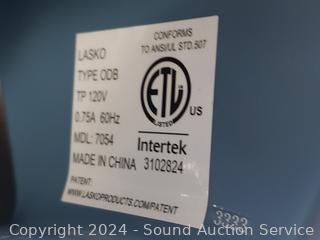 LASKO
TYPE ODB
TP 120V
0.75A 60Hz
MDL: 7054
MADE IN CHINA 3102824
PATENT:
WWW.LASKOPRODUCTS.COM/PATENT
CONFORMS
TO ANSI/UL STD.507
ETL
LISTED
US
Intertek
3333
Copyright 2024 - Sound Auction Service